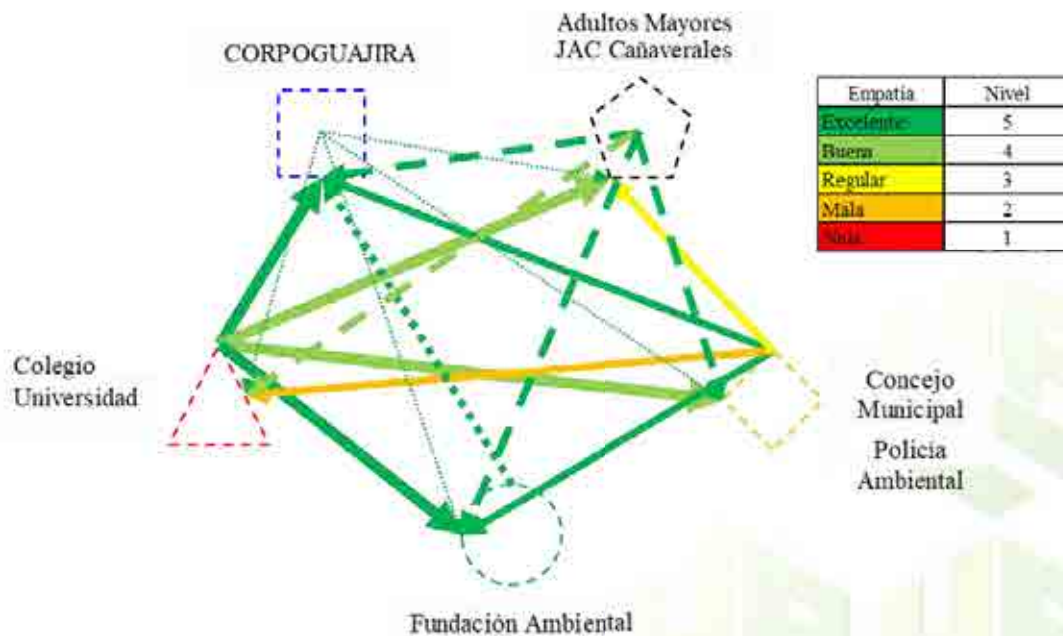 Adultos Mayores
JAC Cañaverales
CORPOGUAJIRA
Empatía Nivel
Excelente 5
Buena 4
Regular 3
Mala 2
Nula 1
Colegio
Universidad
Concejo
Municipal
Policía
Ambiental
Fundación Ambiental